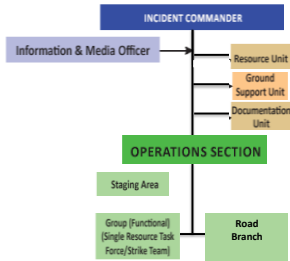 INCIDENT COMMANDER
Information & Media Officer
Resource Unit
Ground
Support Unit
Documentation
Unit
OPERATIONS SECTION
Staging Area
Group (Functional)
(Single Resource Task
Force/Strike Team)
Road
Branch